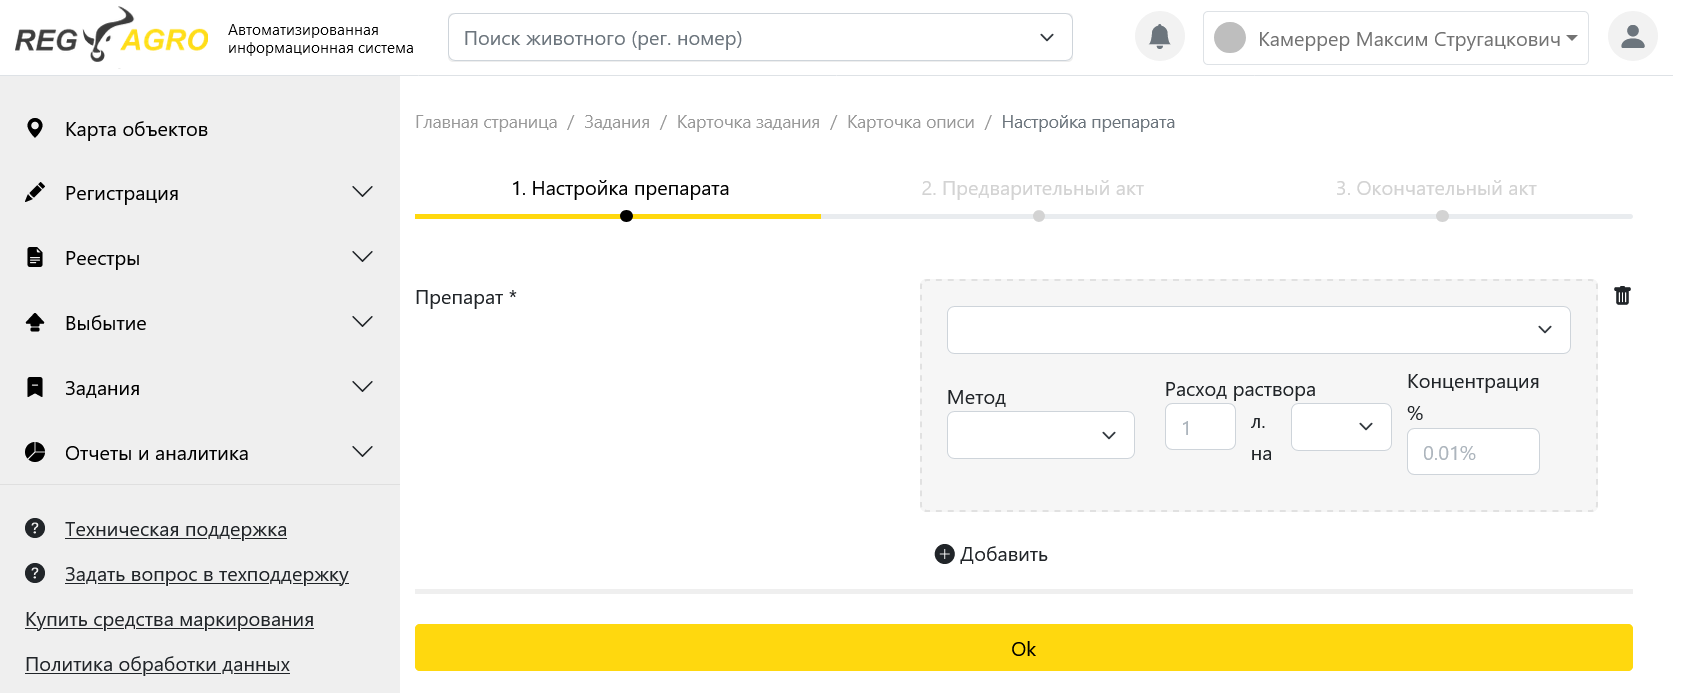 REG AGRO
Автоматизированная
информационная система
Поиск животного (рег. номер)
Камеррер Максим Стругацкович
Карта объектов
Регистрация
Реестры
Выбытие
Задания
Отчеты и аналитика
Техническая поддержка
Задать вопрос в техподдержку
Купить средства маркирования
Политика обработки данных
Главная страница / Задания / Карточка задания / Карточка описи / Настройка препарата
1. Настройка препарата
2. Предварительный акт
3. Окончательный акт
Препарат *
Метод
Расход раствора
1
л.
на
Концентрация
%
0.01%
Добавить
Ok